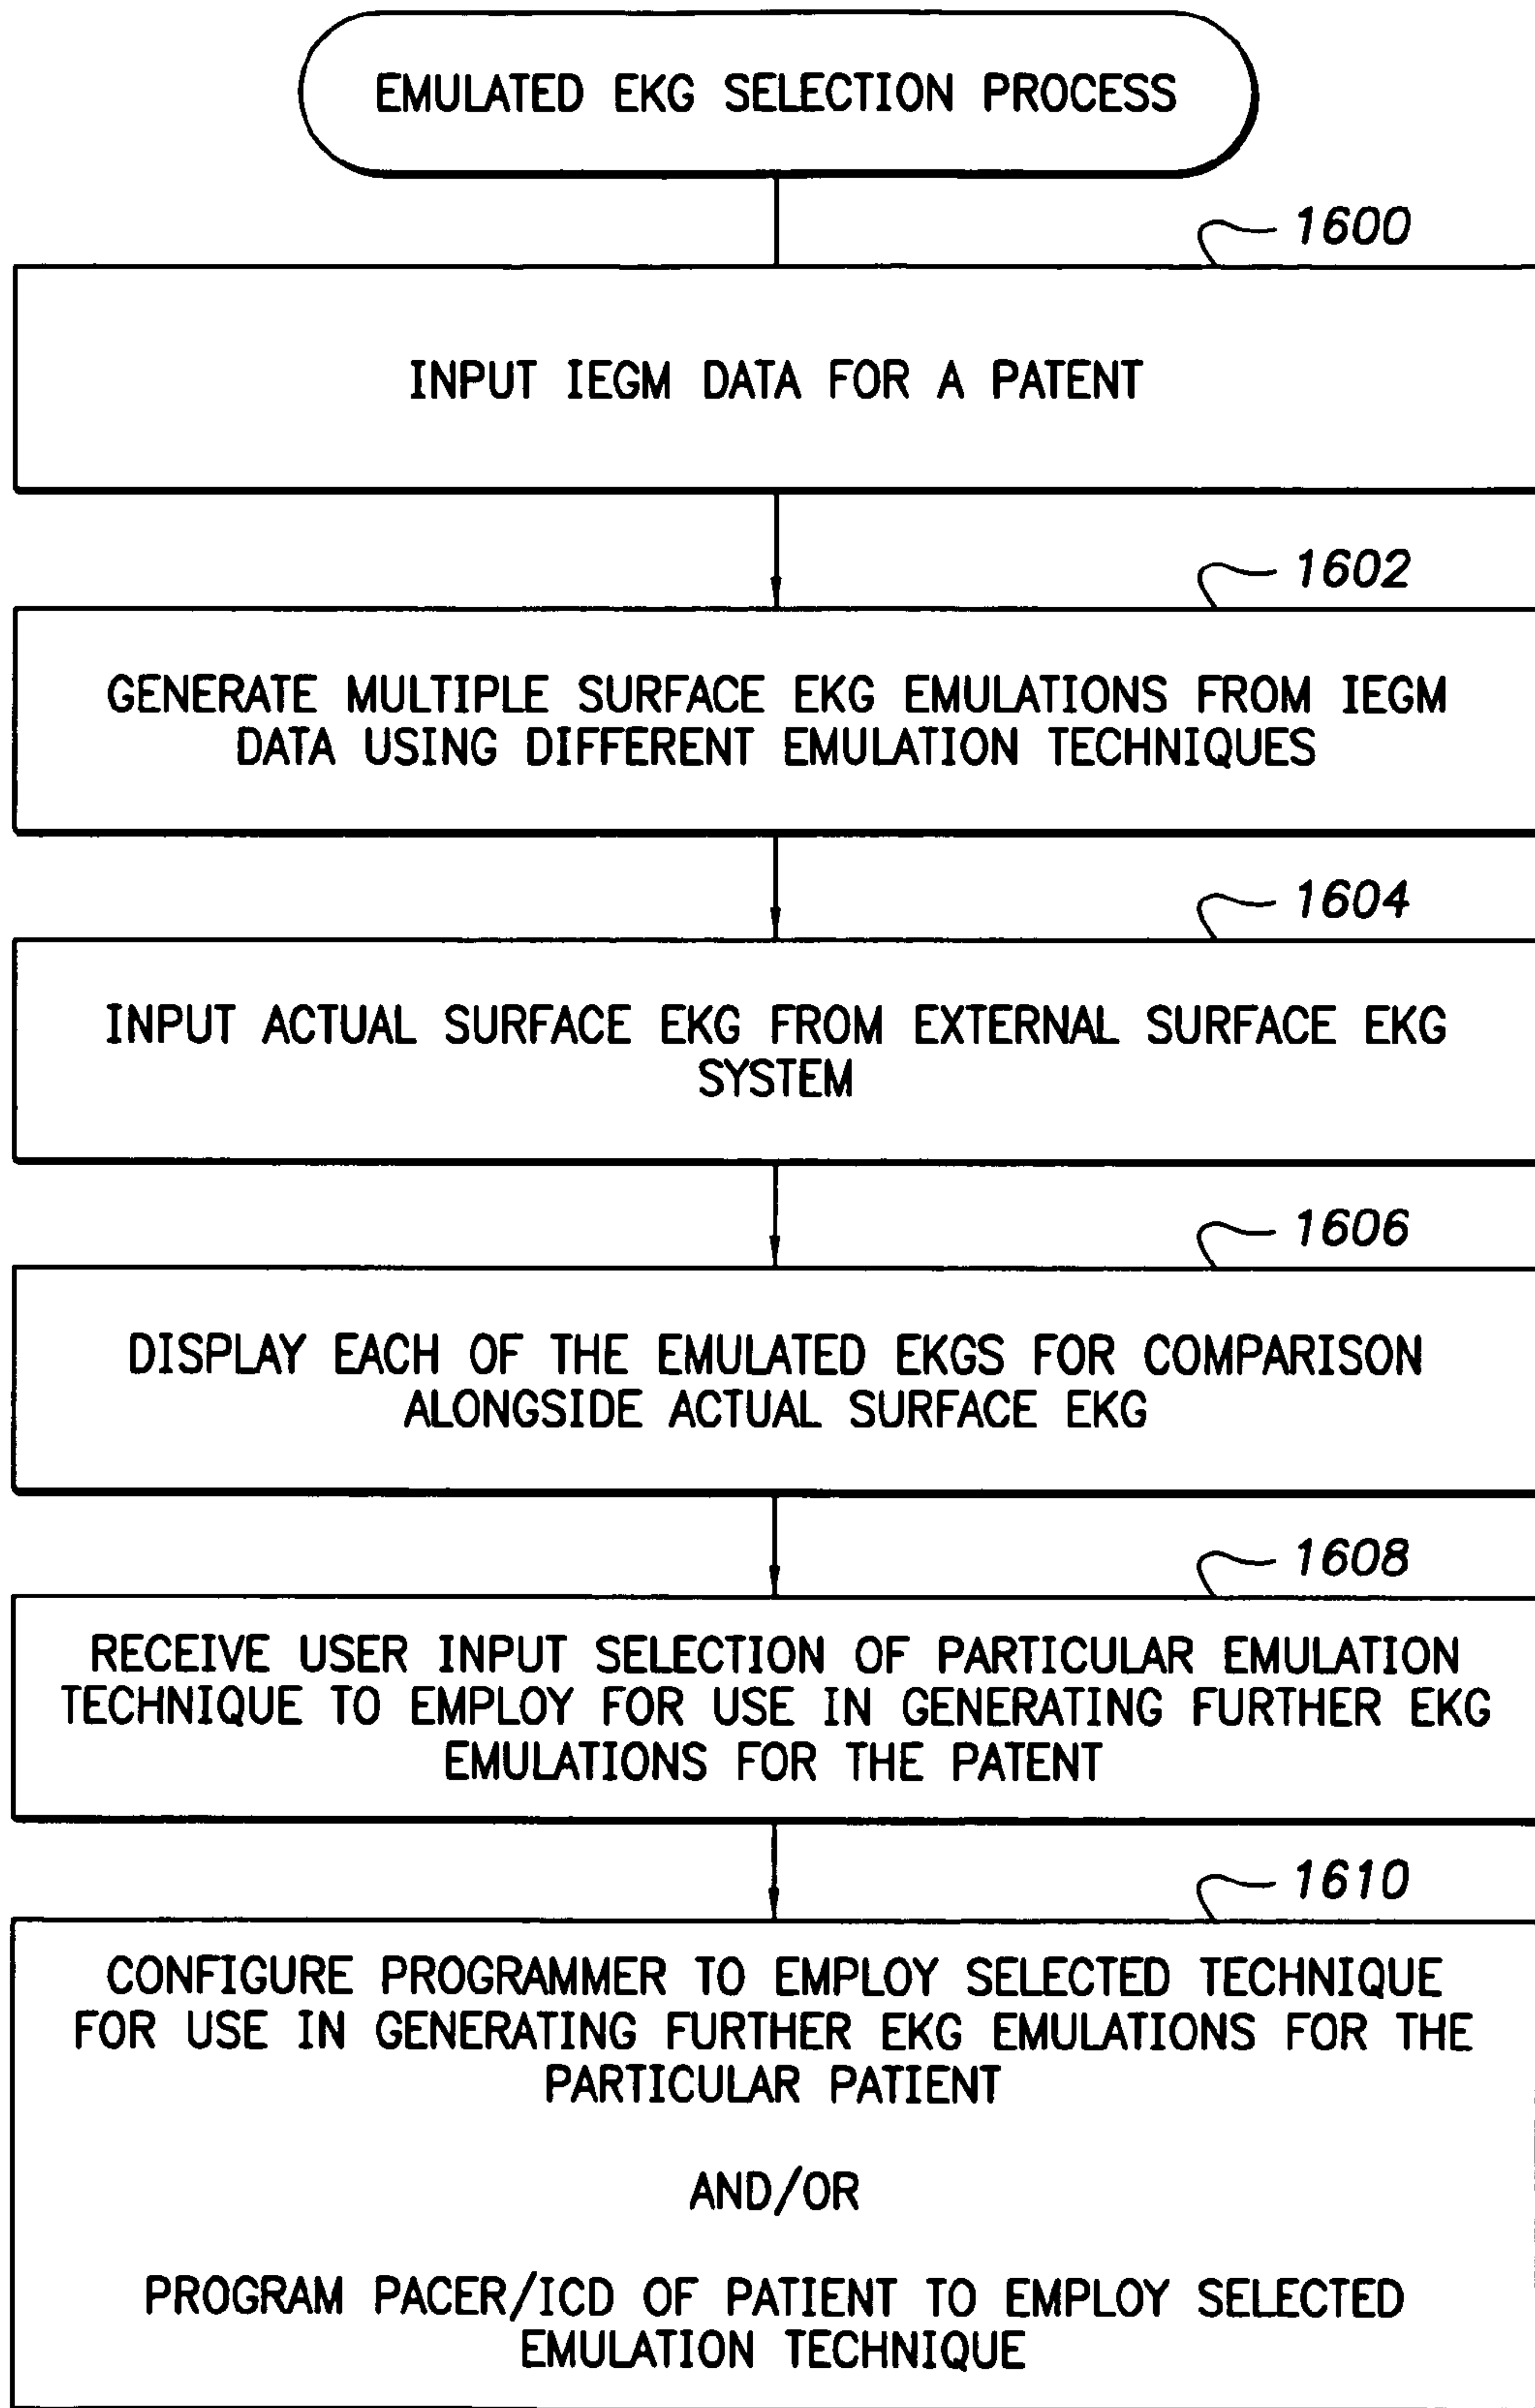 EMULATED EKG SELECTION PROCESS
1600
INPUT IEGM DATA FOR A PATENT
1602
GENERATE MULTIPLE SURFACE EKG EMULATIONS FROM IEGM
DATA USING DIFFERENT EMULATION TECHNIQUES
1604
INPUT ACTUAL SURFACE EKG FROM EXTERNAL SURFACE EKG
SYSTEM
1606
DISPLAY EACH OF THE EMULATED EKGS FOR COMPARISON
ALONGSIDE ACTUAL SURFACE EKG
1608
RECEIVE USER INPUT SELECTION OF PARTICULAR EMULATION
TECHNIQUE TO EMPLOY FOR USE IN GENERATING FURTHER EKG
EMULATIONS FOR THE PATENT
1610
CONFIGURE PROGRAMMER TO EMPLOY SELECTED TECHNIQUE
FOR USE IN GENERATING FURTHER EKG EMULATIONS FOR THE
PARTICULAR PATIENT
AND/OR
PROGRAM PACER/ICD OF PATIENT TO EMPLOY SELECTED
EMULATION TECHNIQUE